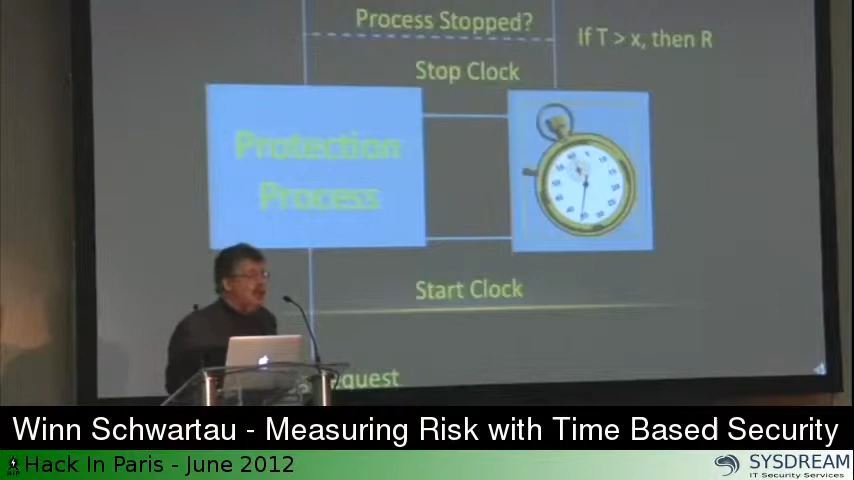 Process Stopped?
If T > x, then R
Stop Clock
Protection
Process
Start Clock
Winn Schwartau - Measuring Risk with Time Based Security
Hack In Paris - June 2012
SYSDREAM
IT Security Services